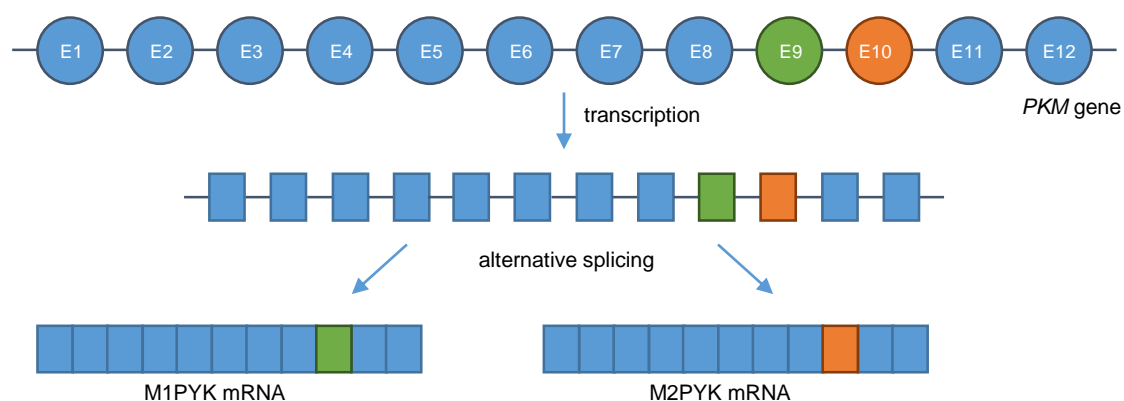 E1 E2 E3 E4 E5 E6 E7 E8 E9 E10 E11 E12
PKM gene
transcription
alternative splicing
M1PYK mRNA M2PYK mRNA